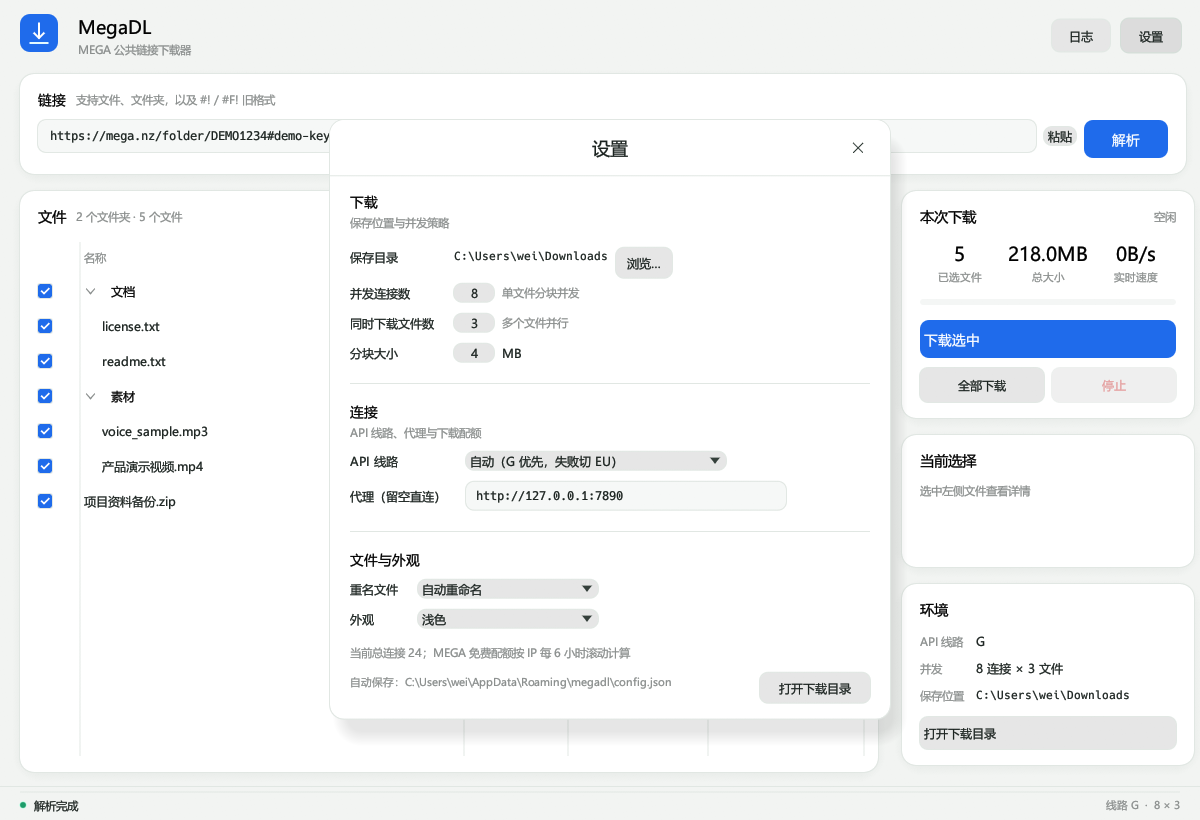 MegaDL
MEGA 公共链接下载器
日志
设置
链接 支持文件、文件夹，以及 #! / #F! 旧格式
https://mega.nz/folder/DEMO1234#demo-key
粘贴
解析
设置
下载
保存位置与并发策略
保存目录 C:\Users\wei\Downloads 浏览...
并发连接数 8 单文件分块并发
同时下载文件数 3 多个文件并行
分块大小 4 MB
连接
API 线路、代理与下载配额
API 线路 自动（G 优先，失败切 EU）
代理（留空直连） http://127.0.0.1:7890
文件与外观
重名文件 自动重命名
外观 浅色
当前总连接 24；MEGA 免费配额按 IP 每 6 小时滚动计算
自动保存：C:\Users\wei\AppData\Roaming\megadl\config.json
打开下载目录
文件 2 个文件夹 · 5 个文件
名称
文档
license.txt
readme.txt
素材
voice_sample.mp3
产品演示视频.mp4
项目资料备份.zip
本次下载 空闲
5 218.0MB 0B/s
已选文件 总大小 实时速度
下载选中
全部下载 停止
当前选择
选中左侧文件查看详情
环境
API 线路 G
并发 8 连接 × 3 文件
保存位置 C:\Users\wei\Downloads
打开下载目录
解析完成
线路 G · 8 × 3